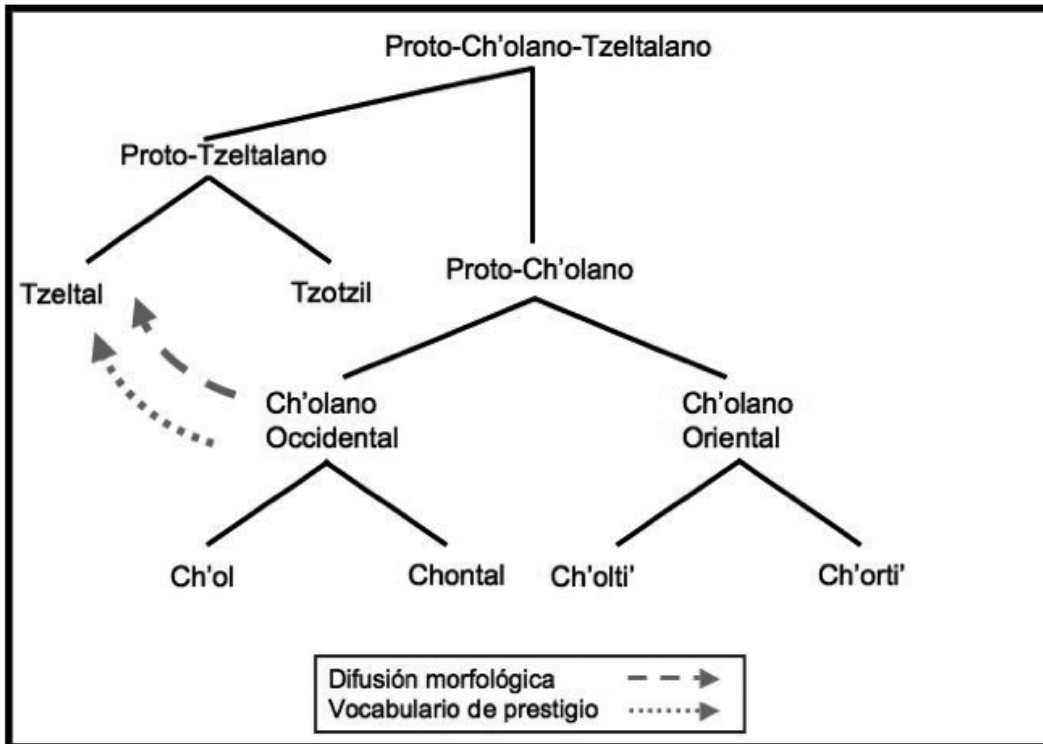 Proto-Ch'olano-Tzeltalano
Proto-Tzeltalano
Tzeltal
Tzotzil
Proto-Ch'olano
Ch'olano
Occidental
Ch'olano
Oriental
Ch'ol
Chontal
Ch'olti'
Ch'orti'
Difusión morfológica
Vocabulario de prestigio